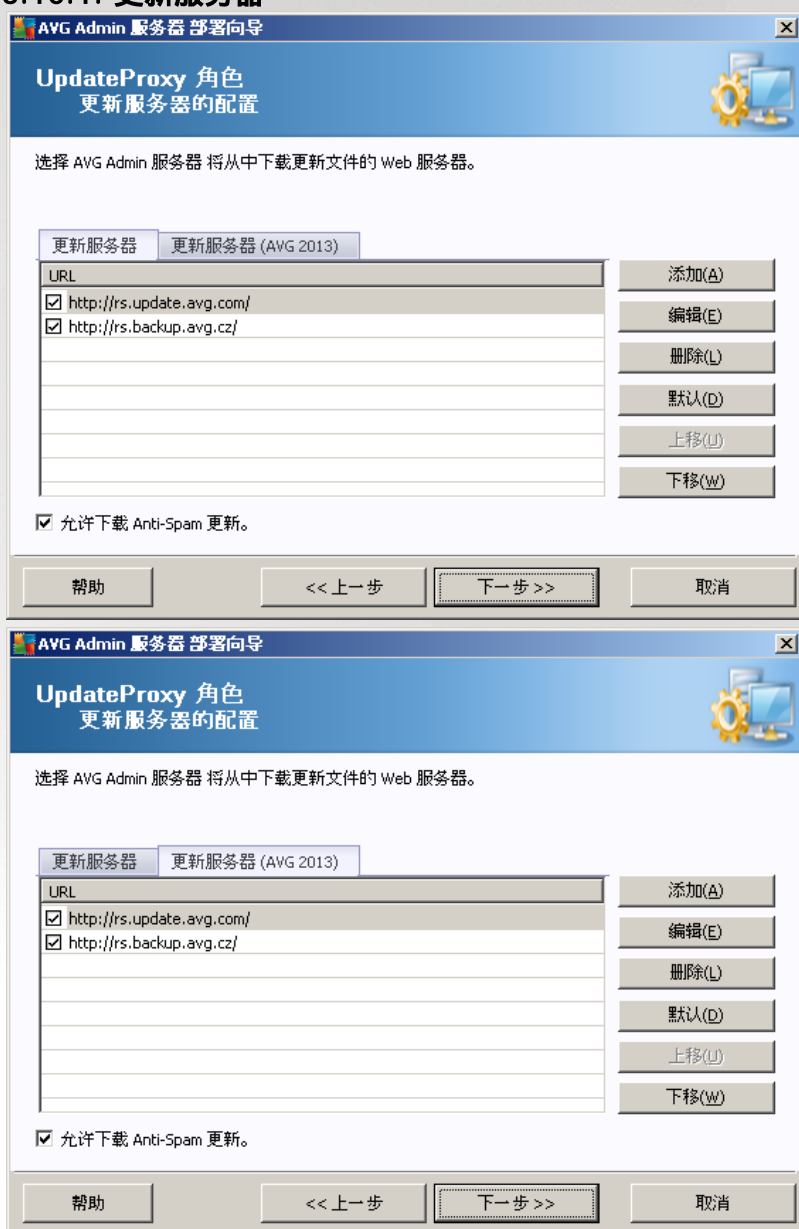 更新服务器
AVG Admin 服务器 部署向导
UpdateProxy 角色
更新服务器的配置
选择 AVG Admin 服务器 将从中下载更新文件的 Web 服务器。
更新服务器 更新服务器 (AVG 2013)
URL 添加(A)
http://rs.update.avg.com/
http://rs.backup.avg.cz/
编辑(E)
删除(L)
默认(D)
上移(U)
下移(W)
允许下载 Anti-Spam 更新。
帮助 <<上一步 下一步>> 取消
AVG Admin 服务器 部署向导
UpdateProxy 角色
更新服务器的配置
选择 AVG Admin 服务器 将从中下载更新文件的 Web 服务器。
更新服务器 更新服务器 (AVG 2013)
URL 添加(A)
http://rs.update.avg.com/
http://rs.backup.avg.cz/
编辑(E)
删除(L)
默认(D)
上移(U)
下移(W)
允许下载 Anti-Spam 更新。
帮助 <<上一步 下一步>> 取消